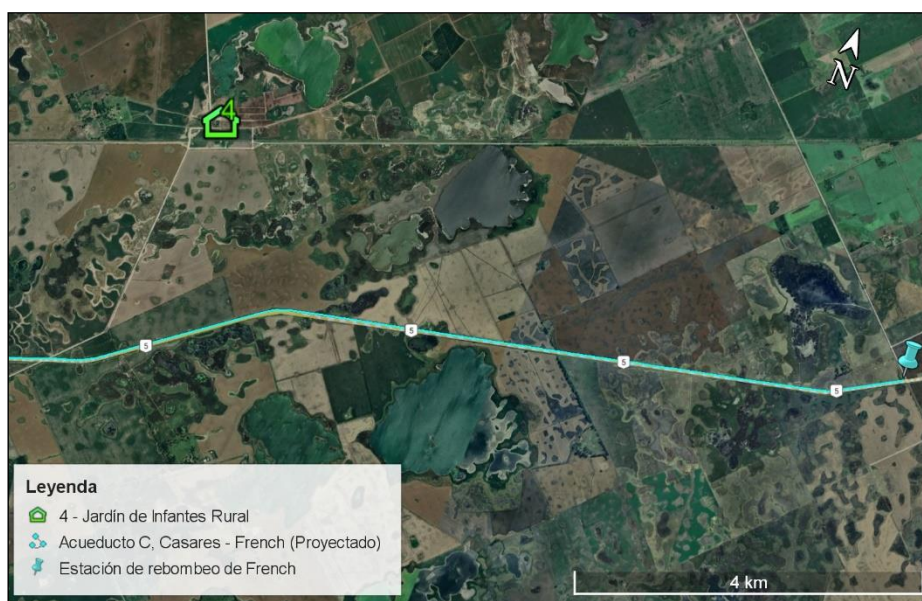 4
N
5
5
5
5
Leyenda
4 - Jardín de Infantes Rural
Acueducto C, Casares - French (Proyectado)
Estación de rebombeo de French
4 km